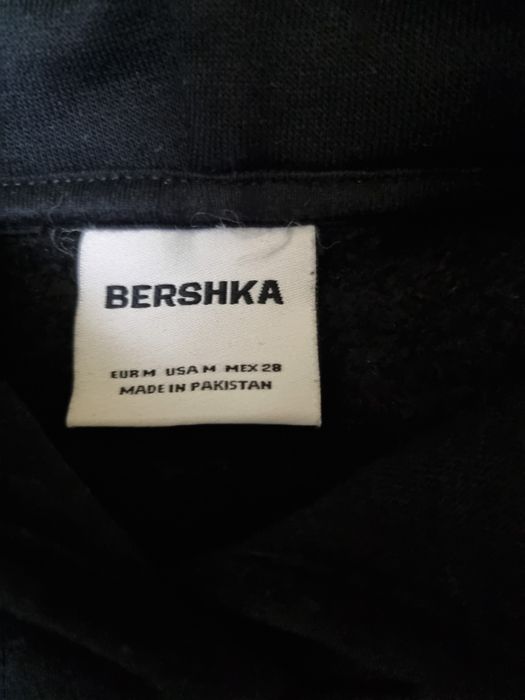 BERSHKA
EUR M USA M MEX 28
MADE IN PAKISTAN